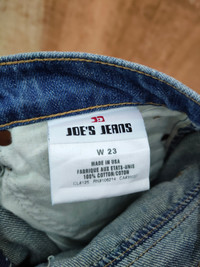 JOE'S JEANS
W 23
MADE IN USA
FABRIQUE AUX ETATS-UNIS
100% COTTON/COTON